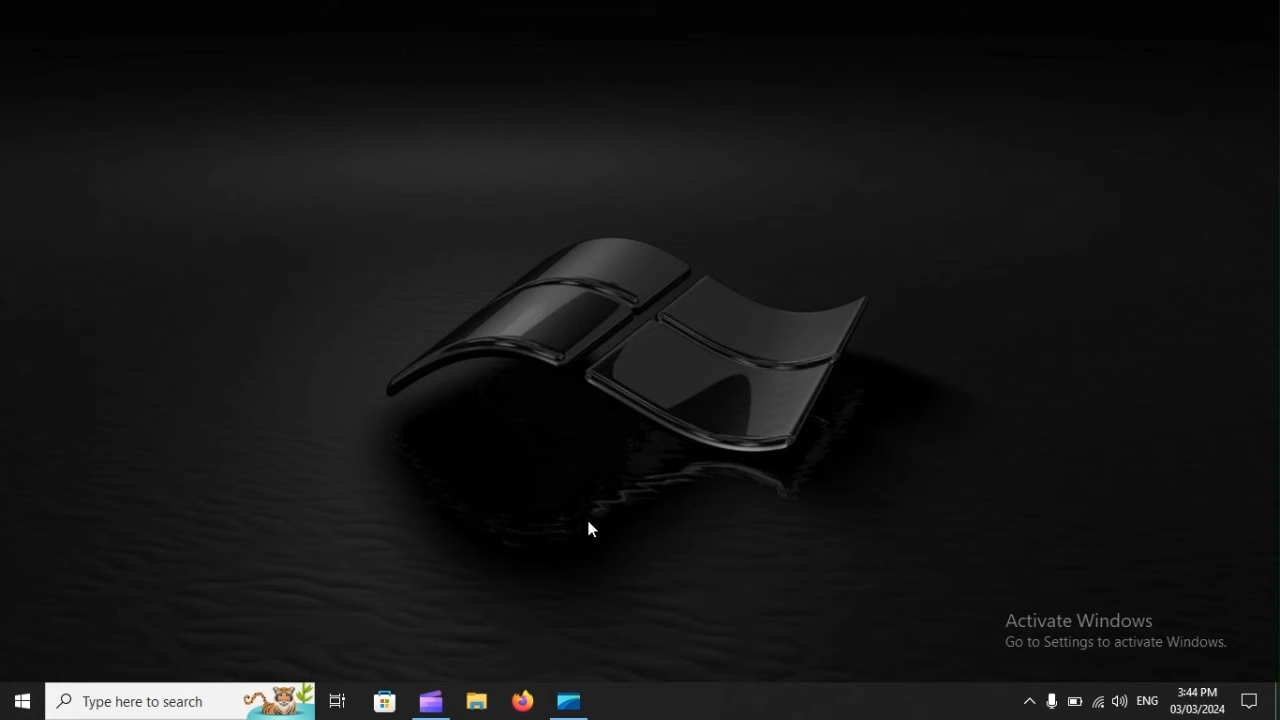 Activate Windows
Go to Settings to activate Windows.
Type here to search
ENG
3:44 PM
03/03/2024